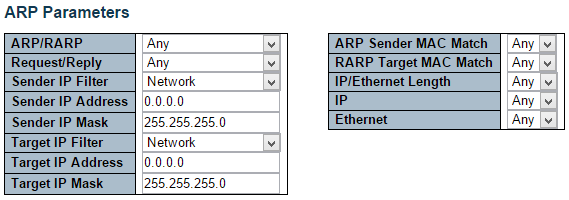 ARP Parameters
ARP/RARP Any
Request/Reply Any
Sender IP Filter Network
Sender IP Address 0.0.0.0
Sender IP Mask 255.255.255.0
Target IP Filter Network
Target IP Address 0.0.0.0
Target IP Mask 255.255.255.0
ARP Sender MAC Match Any
RARP Target MAC Match Any
IP/Ethernet Length Any
IP Any
Ethernet Any